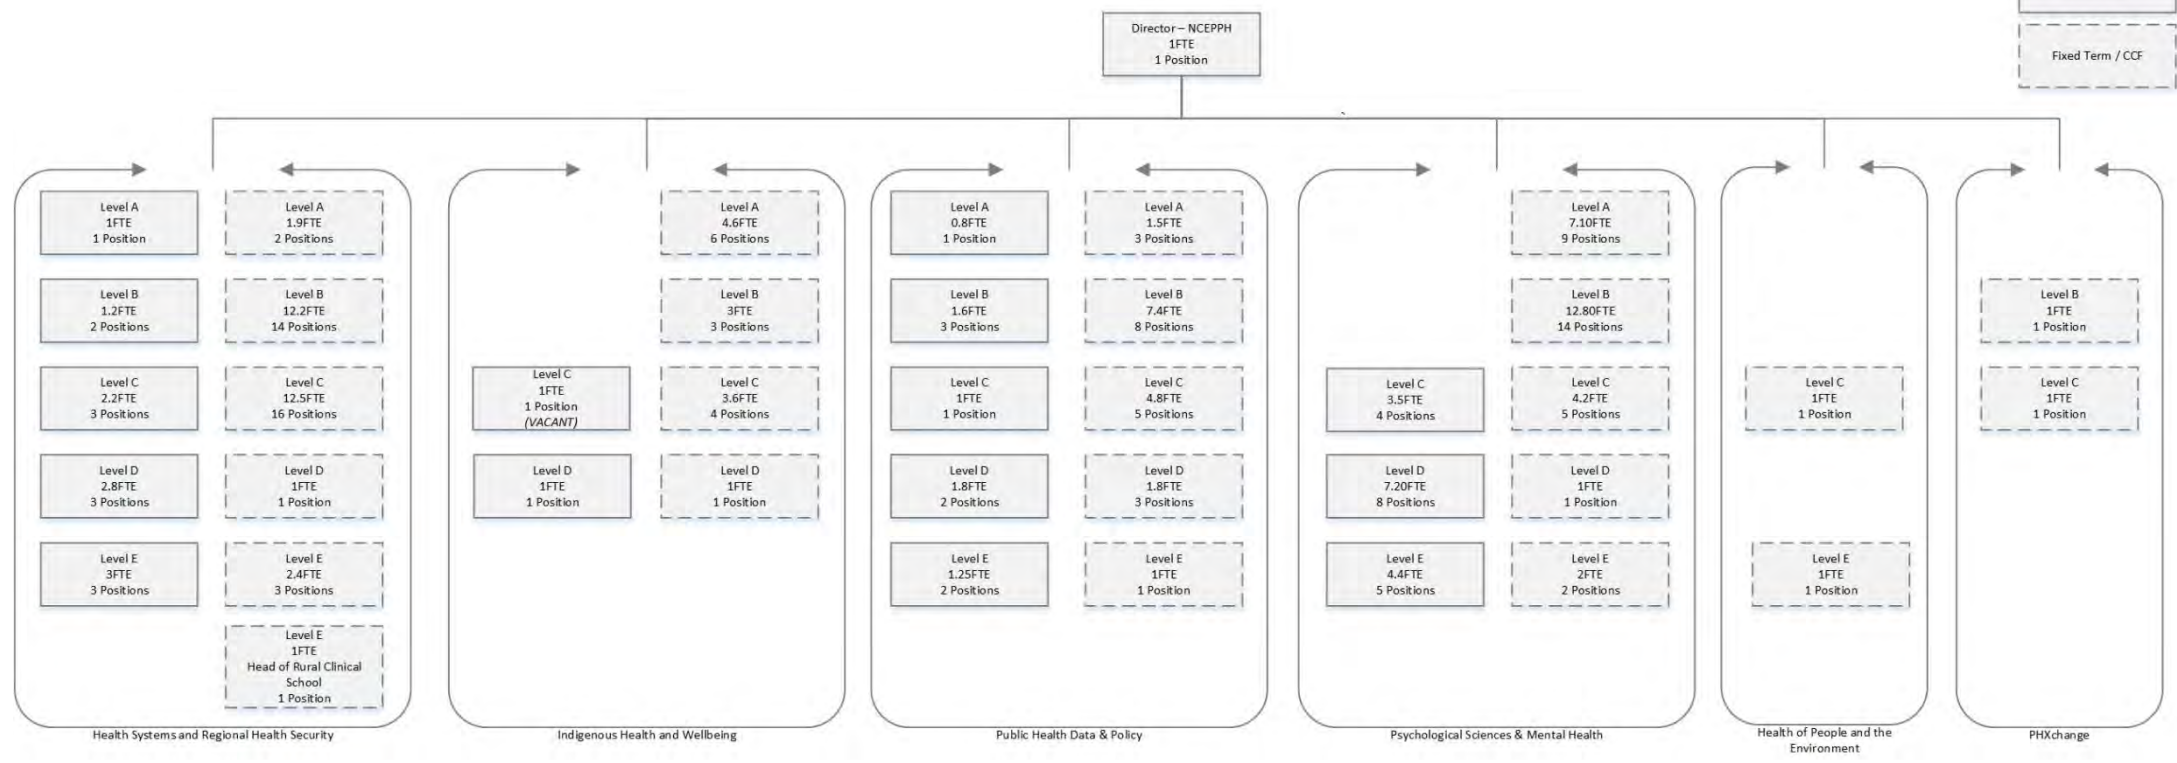 Director – NCEPPH
1FTE
1 Position
Fixed Term / CCF
Level A
1FTE
1 Position
Level A
1.9FTE
2 Positions
Level B
1.2FTE
2 Positions
Level B
12.2FTE
14 Positions
Level C
2.2FTE
3 Positions
Level C
12.5FTE
16 Positions
Level D
2.8FTE
3 Positions
Level D
1FTE
1 Position
Level E
3FTE
3 Positions
Level E
2.4FTE
3 Positions
Level E
1FTE
Head of Rural Clinical
School
1 Position
Health Systems and Regional Health Security
Level A
4.6FTE
6 Positions
Level B
3FTE
3 Positions
Level C
1FTE
1 Position
(VACANT)
Level C
3.6FTE
4 Positions
Level D
1FTE
1 Position
Level D
1FTE
1 Position
Indigenous Health and Wellbeing
Level A
0.8FTE
1 Position
Level A
1.5FTE
3 Positions
Level B
1.6FTE
3 Positions
Level B
7.4FTE
8 Positions
Level C
1FTE
1 Position
Level C
4.8FTE
5 Positions
Level D
1.8FTE
2 Positions
Level D
1.8FTE
3 Positions
Level E
1.25FTE
2 Positions
Level E
1FTE
1 Position
Public Health Data & Policy
Level A
7.10FTE
9 Positions
Level B
12.80FTE
14 Positions
Level C
3.5FTE
4 Positions
Level C
4.2FTE
5 Positions
Level D
7.20FTE
8 Positions
Level D
1FTE
1 Position
Level E
4.4FTE
5 Positions
Level E
2FTE
2 Positions
Psychological Sciences & Mental Health
Level C
1FTE
1 Position
Level E
1FTE
1 Position
Health of People and the
Environment
Level B
1FTE
1 Position
Level C
1FTE
1 Position
PHXchange